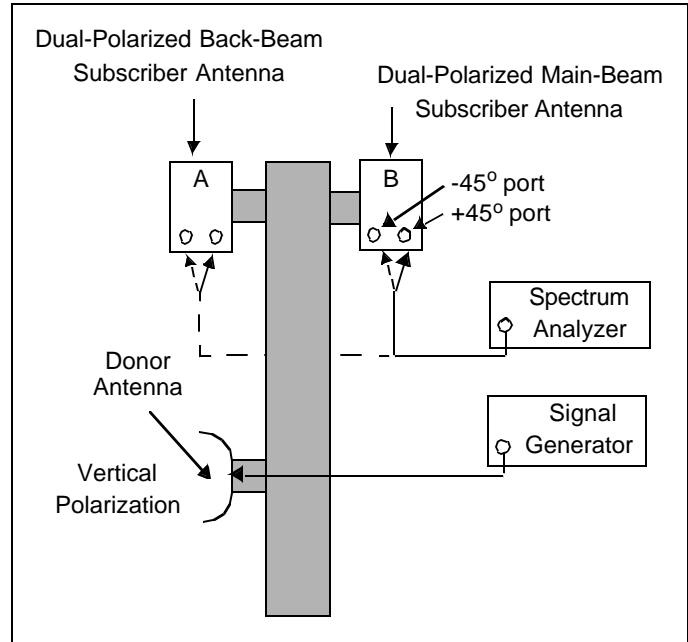 Dual-Polarized Back-Beam
Subscriber Antenna
Dual-Polarized Main-Beam
Subscriber Antenna
A
B
-45° port
+45° port
Spectrum
Analyzer
Donor
Antenna
Signal
Generator
Vertical
Polarization